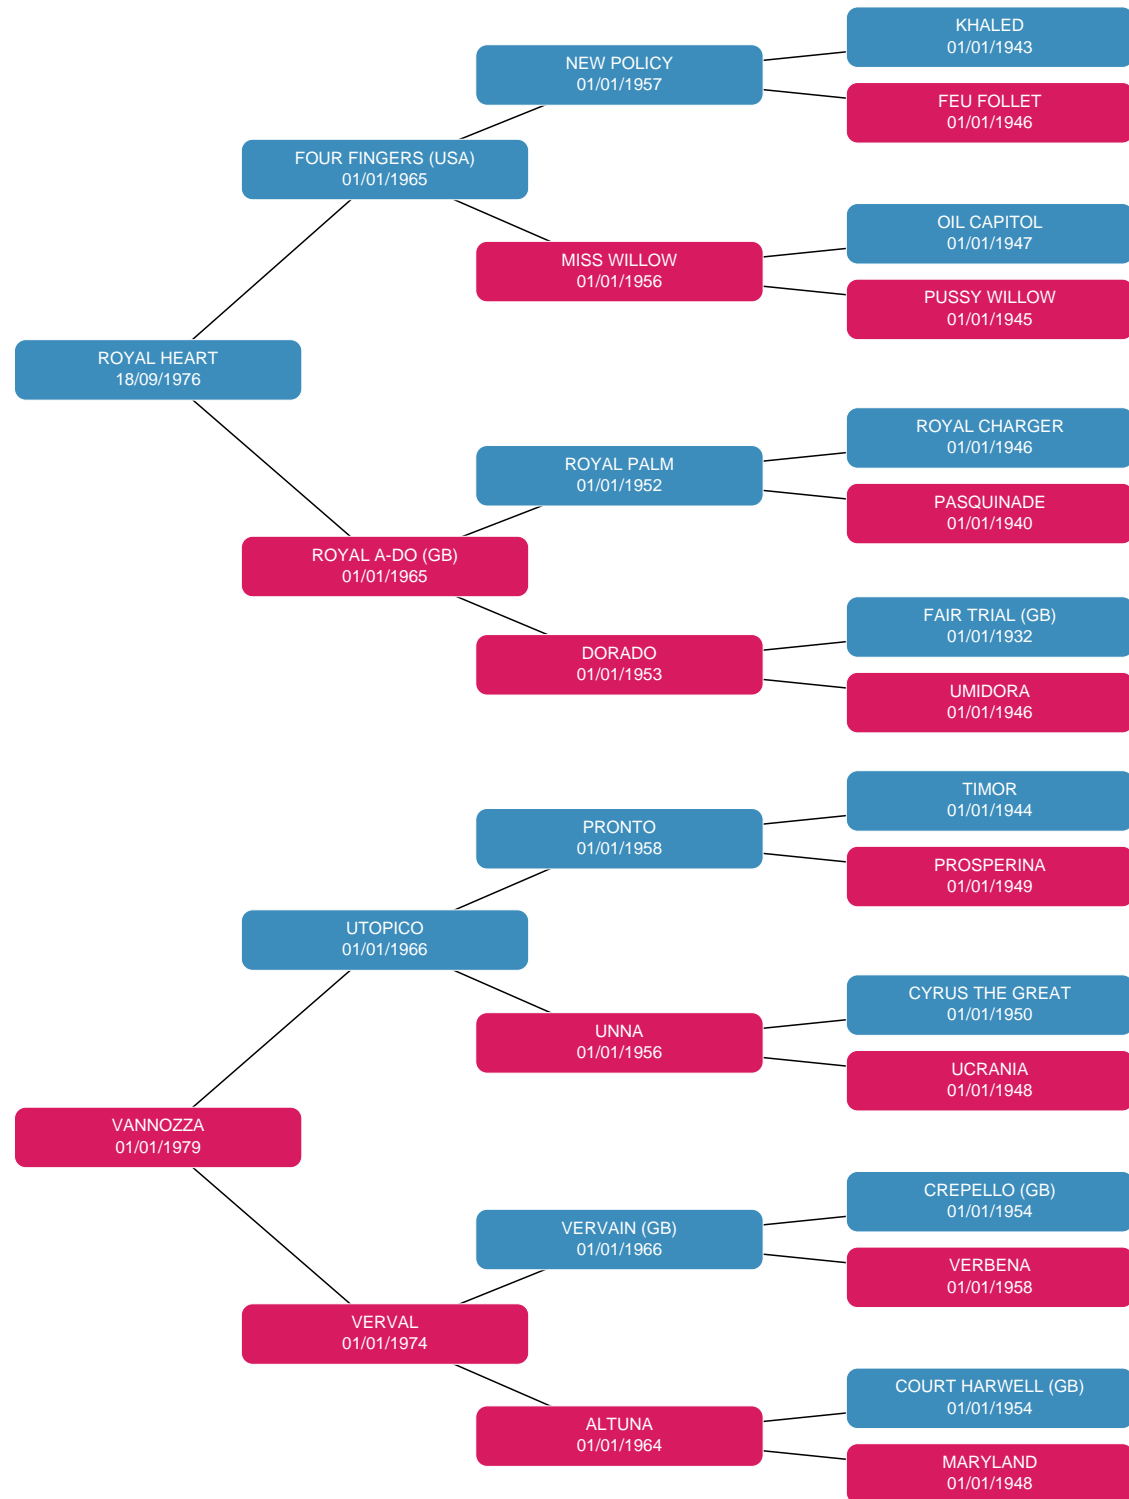 KHALED
01/01/1943
NEW POLICY
01/01/1957
FEU FOLLET
01/01/1946
FOUR FINGERS (USA)
01/01/1965
OIL CAPITOL
01/01/1947
MISS WILLOW
01/01/1956
PUSSY WILLOW
01/01/1945
ROYAL HEART
18/09/1976
ROYAL CHARGER
01/01/1946
ROYAL PALM
01/01/1952
PASQUINADE
01/01/1940
ROYAL A-DO (GB)
01/01/1965
FAIR TRIAL (GB)
01/01/1932
DORADO
01/01/1953
UMIDORA
01/01/1946
TIMOR
01/01/1944
PRONTO
01/01/1958
PROSPERINA
01/01/1949
UTOPICO
01/01/1966
CYRUS THE GREAT
01/01/1950
UNNA
01/01/1956
UCRANIA
01/01/1948
VANNOZZA
01/01/1979
CREPELLO (GB)
01/01/1954
VERVAIN (GB)
01/01/1966
VERBENA
01/01/1958
VERVAL
01/01/1974
COURT HARWELL (GB)
01/01/1954
ALTUNA
01/01/1964
MARYLAND
01/01/1948